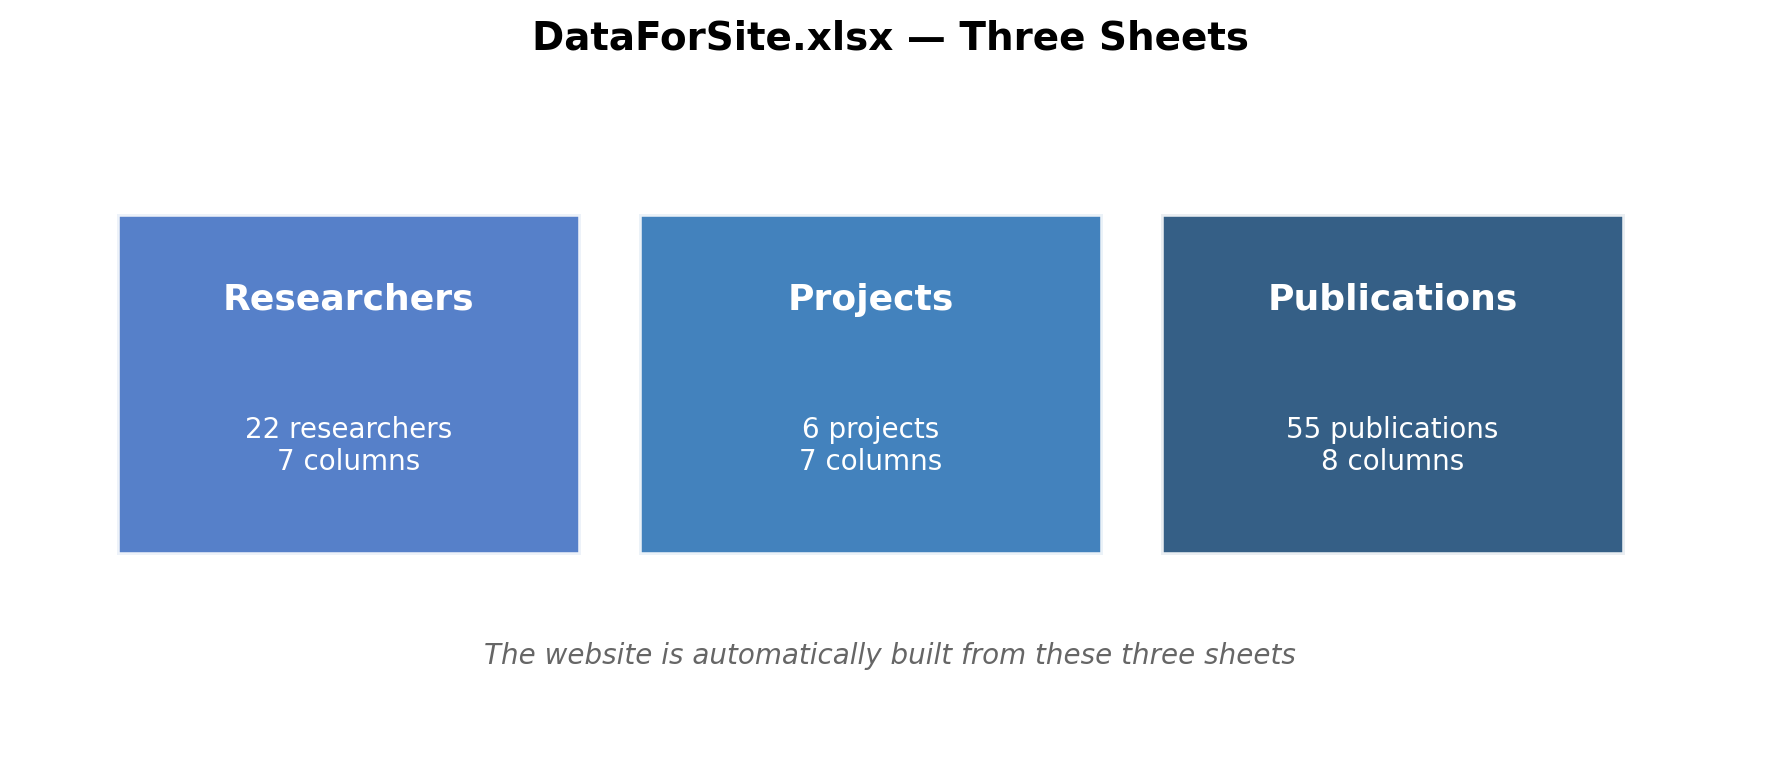 DataForSite.xlsx — Three Sheets
Researchers
22 researchers
7 columns
Projects
6 projects
7 columns
Publications
55 publications
8 columns
The website is automatically built from these three sheets